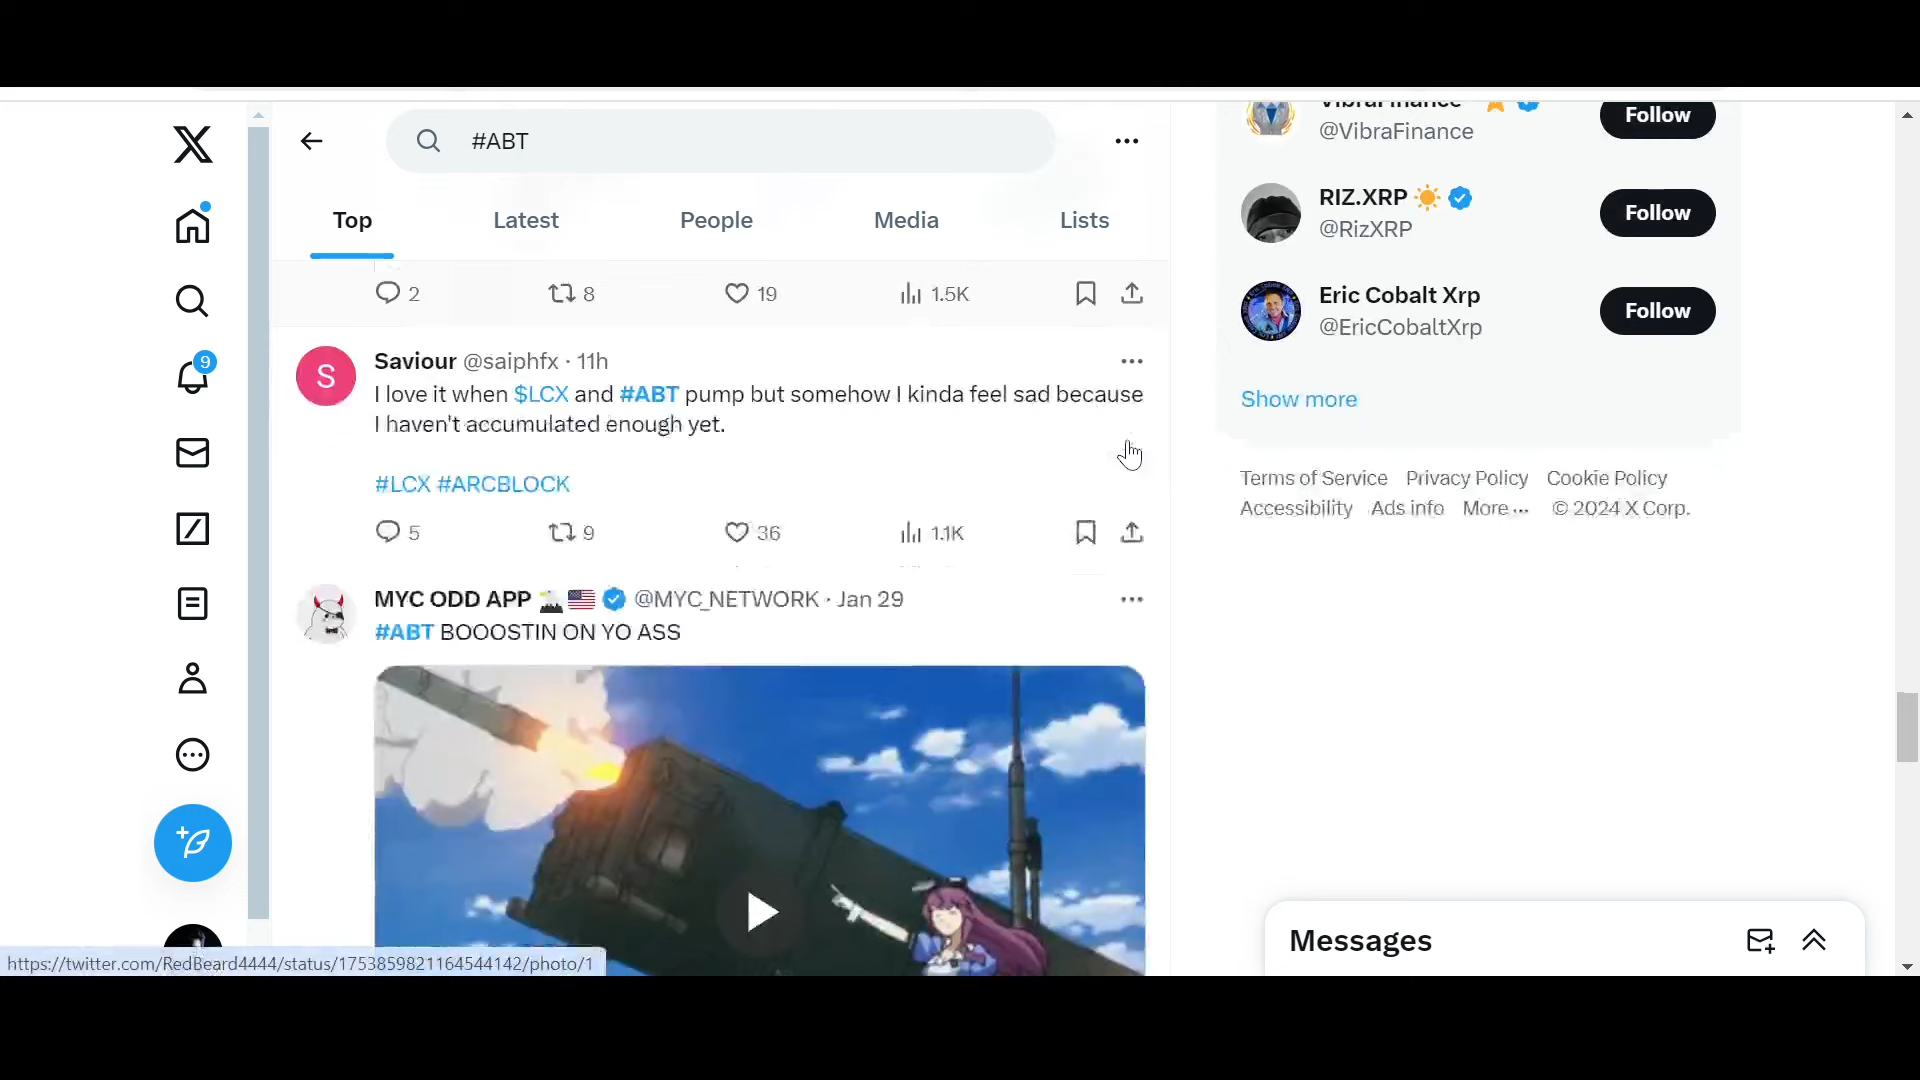 #ABT
Top Latest People Media Lists
2 8 19 1.5K
Saviour @saiphfx · 11h
I love it when $LCX and #ABT pump but somehow I kinda feel sad because
I haven't accumulated enough yet.
#LCX #ARCBLOCK
5 9 36 1.1K
MYC ODD APP @MYC_NETWORK · Jan 29
#ABT BOOOSTIN ON YO ASS
VibraFinance
@VibraFinance
Follow
RIZ.XRP
@RizXRP
Follow
Eric Cobalt Xrp
@EricCobaltXrp
Follow
Show more
Terms of Service Privacy Policy Cookie Policy
Accessibility Ads info More ··· © 2024 X Corp.
Messages
9
S
https://twitter.com/RedBeard4444/status/1753859821164544142/photo/1